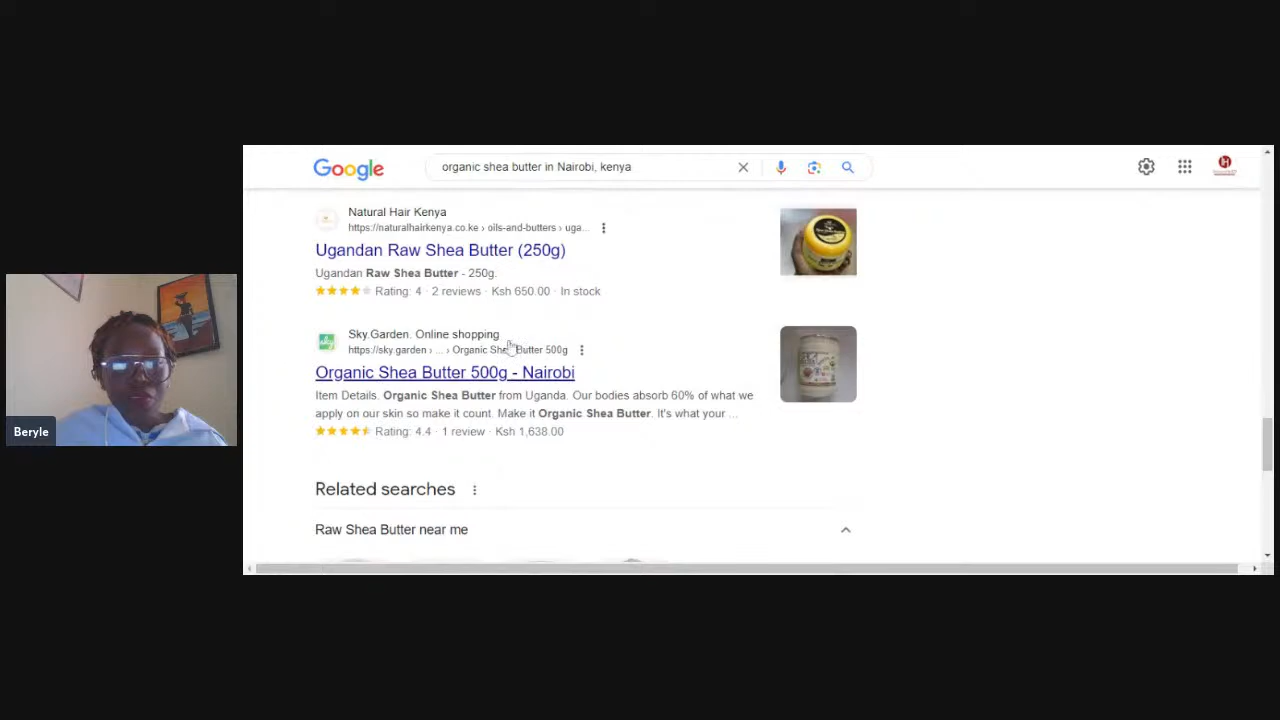 Google
organic shea butter in Nairobi, kenya
Natural Hair Kenya
https://naturalhairkenya.co.ke › oils-and-butters › uga...
Ugandan Raw Shea Butter (250g)
Ugandan Raw Shea Butter - 250g.
Rating: 4 · 2 reviews · Ksh 650.00 · In stock
sky
Sky.Garden. Online shopping
https://sky.garden › ... › Organic Shea Butter 500g
Organic Shea Butter 500g - Nairobi
Item Details. Organic Shea Butter from Uganda. Our bodies absorb 60% of what we
apply on our skin so make it count. Make it Organic Shea Butter. It's what your ...
Rating: 4.4 · 1 review · Ksh 1,638.00
Related searches
Raw Shea Butter near me
Beryle